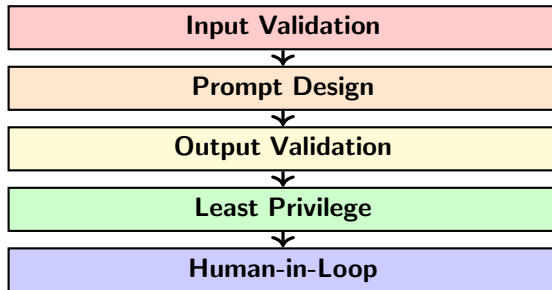 Input Validation
Prompt Design
Output Validation
Least Privilege
Human-in-Loop